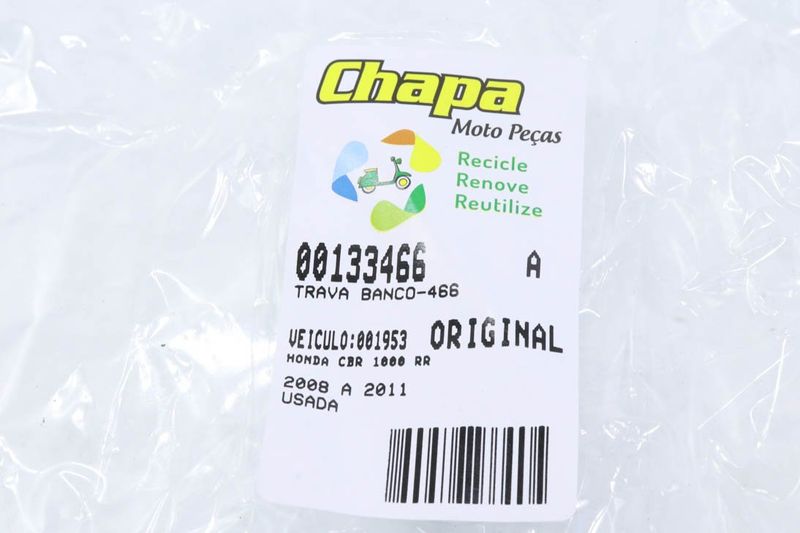 Chapa
Moto Peças
Recicle
Renove
Reutilize
00133466 A
TRAVA BANCO-466
VEICULO:001953 ORIGINAL
HONDA CBR 1000 RR
2008 A 2011
USADA